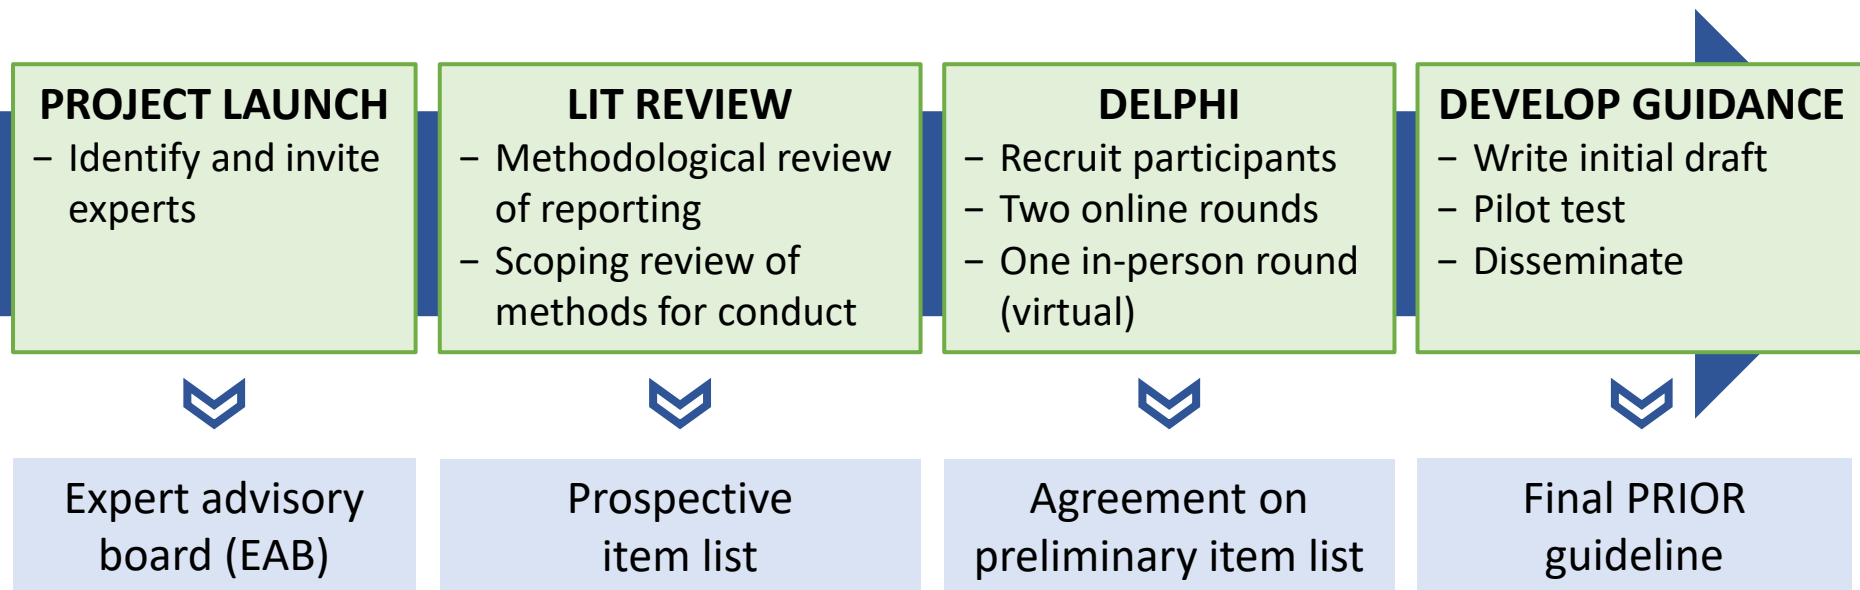 PROJECT LAUNCH
− Identify and invite
experts
LIT REVIEW
− Methodological review
of reporting
− Scoping review of
methods for conduct
DELPHI
− Recruit participants
− Two online rounds
− One in-person round
(virtual)
DEVELOP GUIDANCE
− Write initial draft
− Pilot test
− Disseminate
Expert advisory
board (EAB)
Prospective
item list
Agreement on
preliminary item list
Final PRIOR
guideline